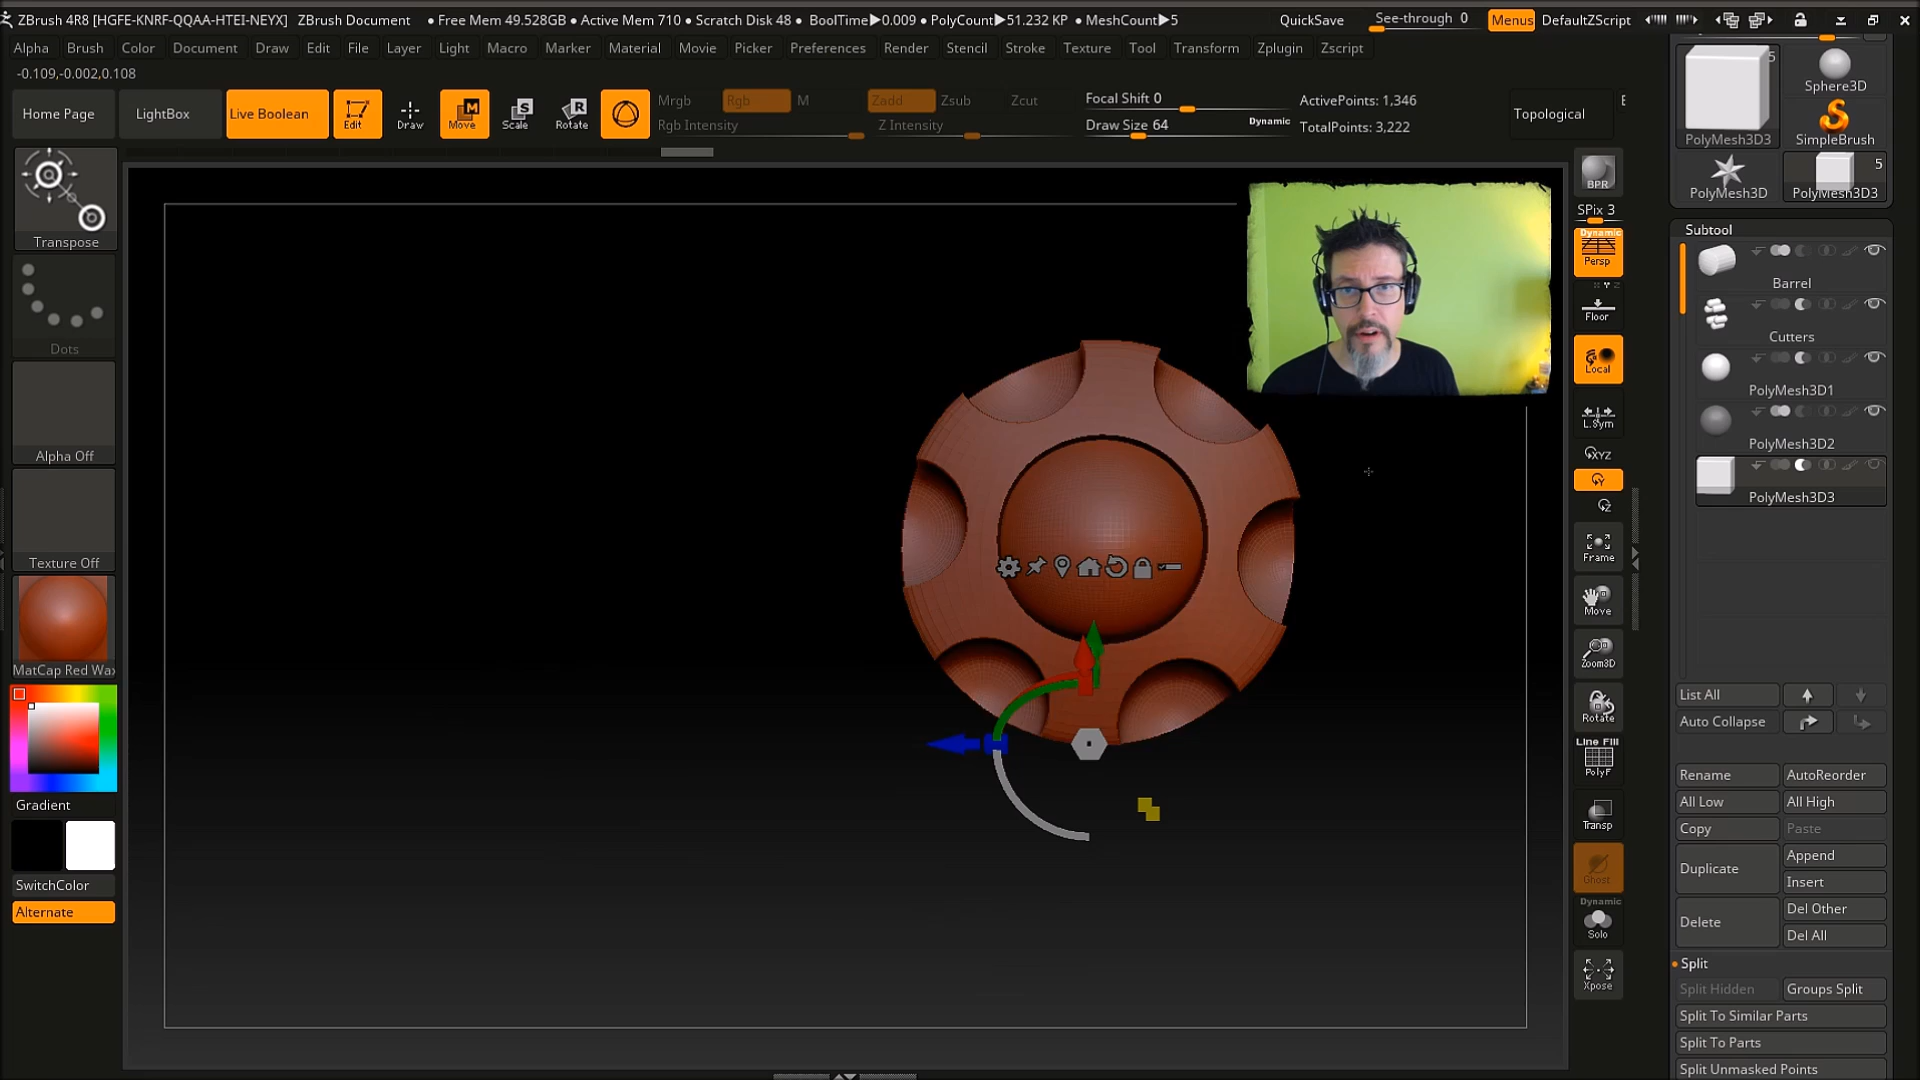 ZBrush 4R8 [HGFE-KNRF-QQAA-HTEI-NEYX] ZBrush Document • Free Mem 49.528GB • Active Mem 710 • Scratch Disk 48 • BoolTime▶0.009 • PolyCount▶51.232 KP • MeshCount▶5 QuickSave See-through 0 Menus DefaultZScript
Alpha Brush Color Document Draw Edit File Layer Light Macro Marker Material Movie Picker Preferences Render Stencil Stroke Texture Tool Transform Zplugin Zscript
-0.109,-0.002,0.108
Home Page LightBox Live Boolean Edit Draw Move Scale Rotate
Mrgb Rgb M Zadd Zsub Zcut
Rgb Intensity Z Intensity
Focal Shift 0
Draw Size 64 Dynamic
ActivePoints: 1,346
TotalPoints: 3,222
Topological
Transpose
Dots
Alpha Off
Texture Off
MatCap Red Wax
Gradient
SwitchColor
Alternate
BPR
SPix 3
Dynamic
Persp
Floor
Local
L.Sym
XYZ
Y
Z
Frame
Move
Zoom3D
Rotate
Line Fill
PolyF
Transp
Ghost
Dynamic
Solo
Xpose
5
PolyMesh3D3
Sphere3D
SimpleBrush
PolyMesh3D
5
PolyMesh3D3
Subtool
Barrel
Cutters
PolyMesh3D1
PolyMesh3D2
PolyMesh3D3
List All
Auto Collapse
Rename AutoReorder
All Low All High
Copy Paste
Duplicate Append
Insert
Delete Del Other
Del All
Split
Split Hidden Groups Split
Split To Similar Parts
Split To Parts
Split Unmasked Points